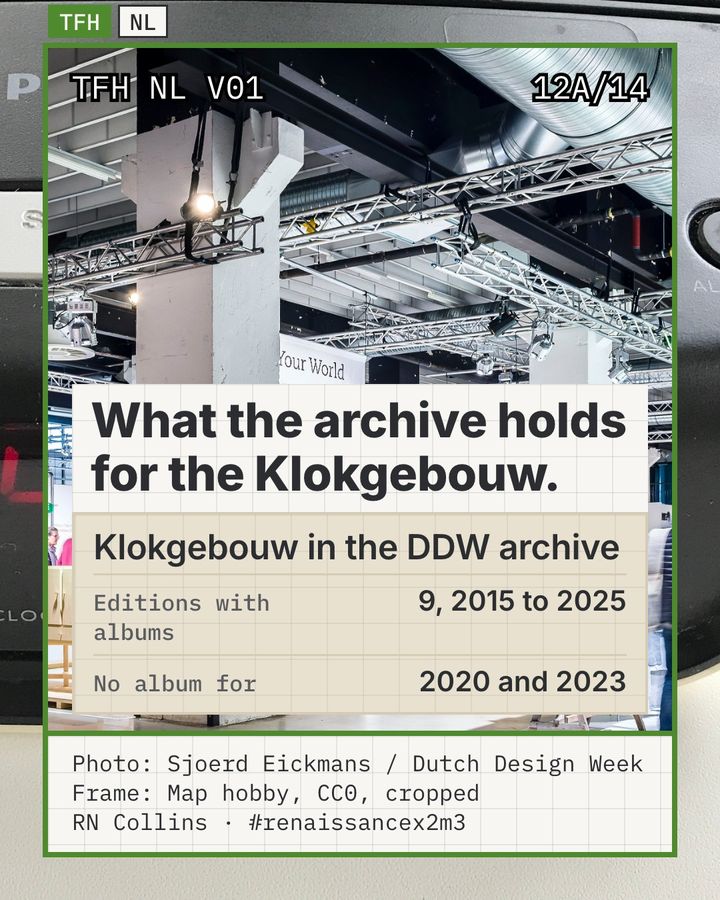 TFH NL
TFH NL V01 12A/14
Your World
What the archive holds
for the Klokgebouw.
Klokgebouw in the DDW archive
Editions with albums 9, 2015 to 2025
No album for 2020 and 2023
Photo: Sjoerd Eickmans / Dutch Design Week
Frame: Map hobby, CC0, cropped
RN Collins · #renaissancex2m3